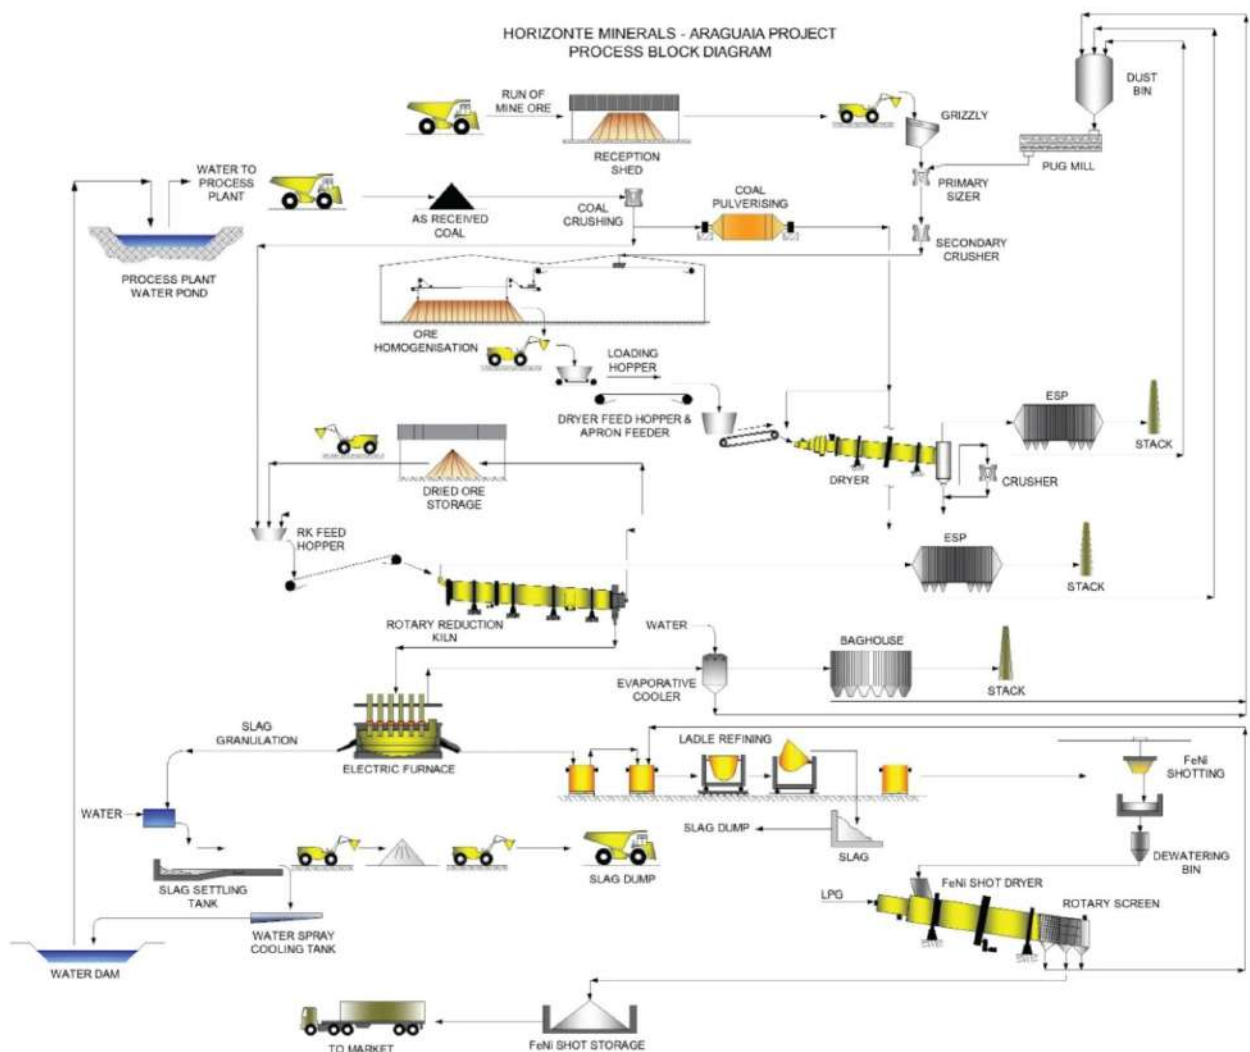 HORIZONTE MINERALS - ARAGUAIA PROJECT
PROCESS BLOCK DIAGRAM
RUN OF
MINE ORE
RECEPTION
SHED
GRIZZLY
DUST
BIN
PUG MILL
WATER TO
PROCESS
PLANT
AS RECEIVED
COAL
COAL
CRUSHING
COAL
PULVERISING
PRIMARY
SIZER
SECONDARY
CRUSHER
PROCESS PLANT
WATER POND
ORE
HOMOGENISATION
LOADING
HOPPER
DRYER FEED HOPPER &
APRON FEEDER
ESP
STACK
DRYER
CRUSHER
DRIED ORE
STORAGE
RK FEED
HOPPER
ESP
STACK
ROTARY REDUCTION
KILN
WATER
EVAPORATIVE
COOLER
BAGHOUSE
STACK
SLAG
GRANULATION
ELECTRIC FURNACE
LADLE REFINING
FeNi
SHOTTING
WATER
SLAG DUMP
SLAG
DEWATERING
BIN
SLAG SETTLING
TANK
SLAG DUMP
FeNi SHOT DRYER
LPG
ROTARY SCREEN
WATER SPRAY
COOLING TANK
WATER DAM
TO MARKET
FeNi SHOT STORAGE